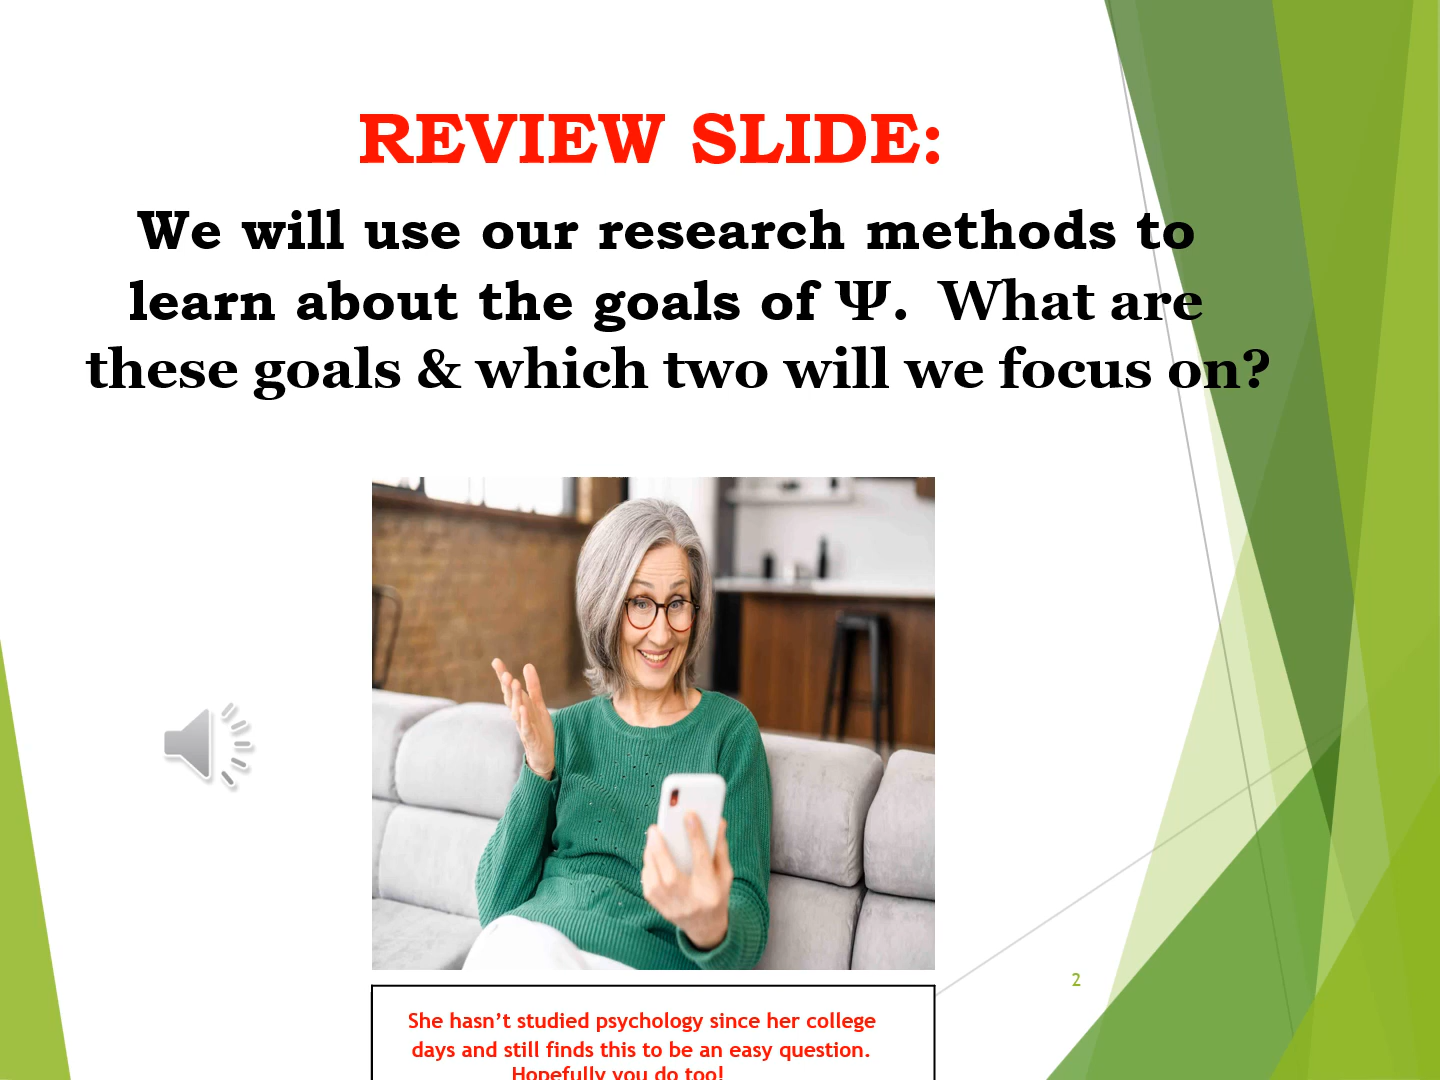 REVIEW SLIDE:
We will use our research methods to
learn about the goals of Ψ.  What are
these goals & which two will we focus on?
2
She hasn’t studied psychology since her college
days and still finds this to be an easy question.
Hopefully you do too!